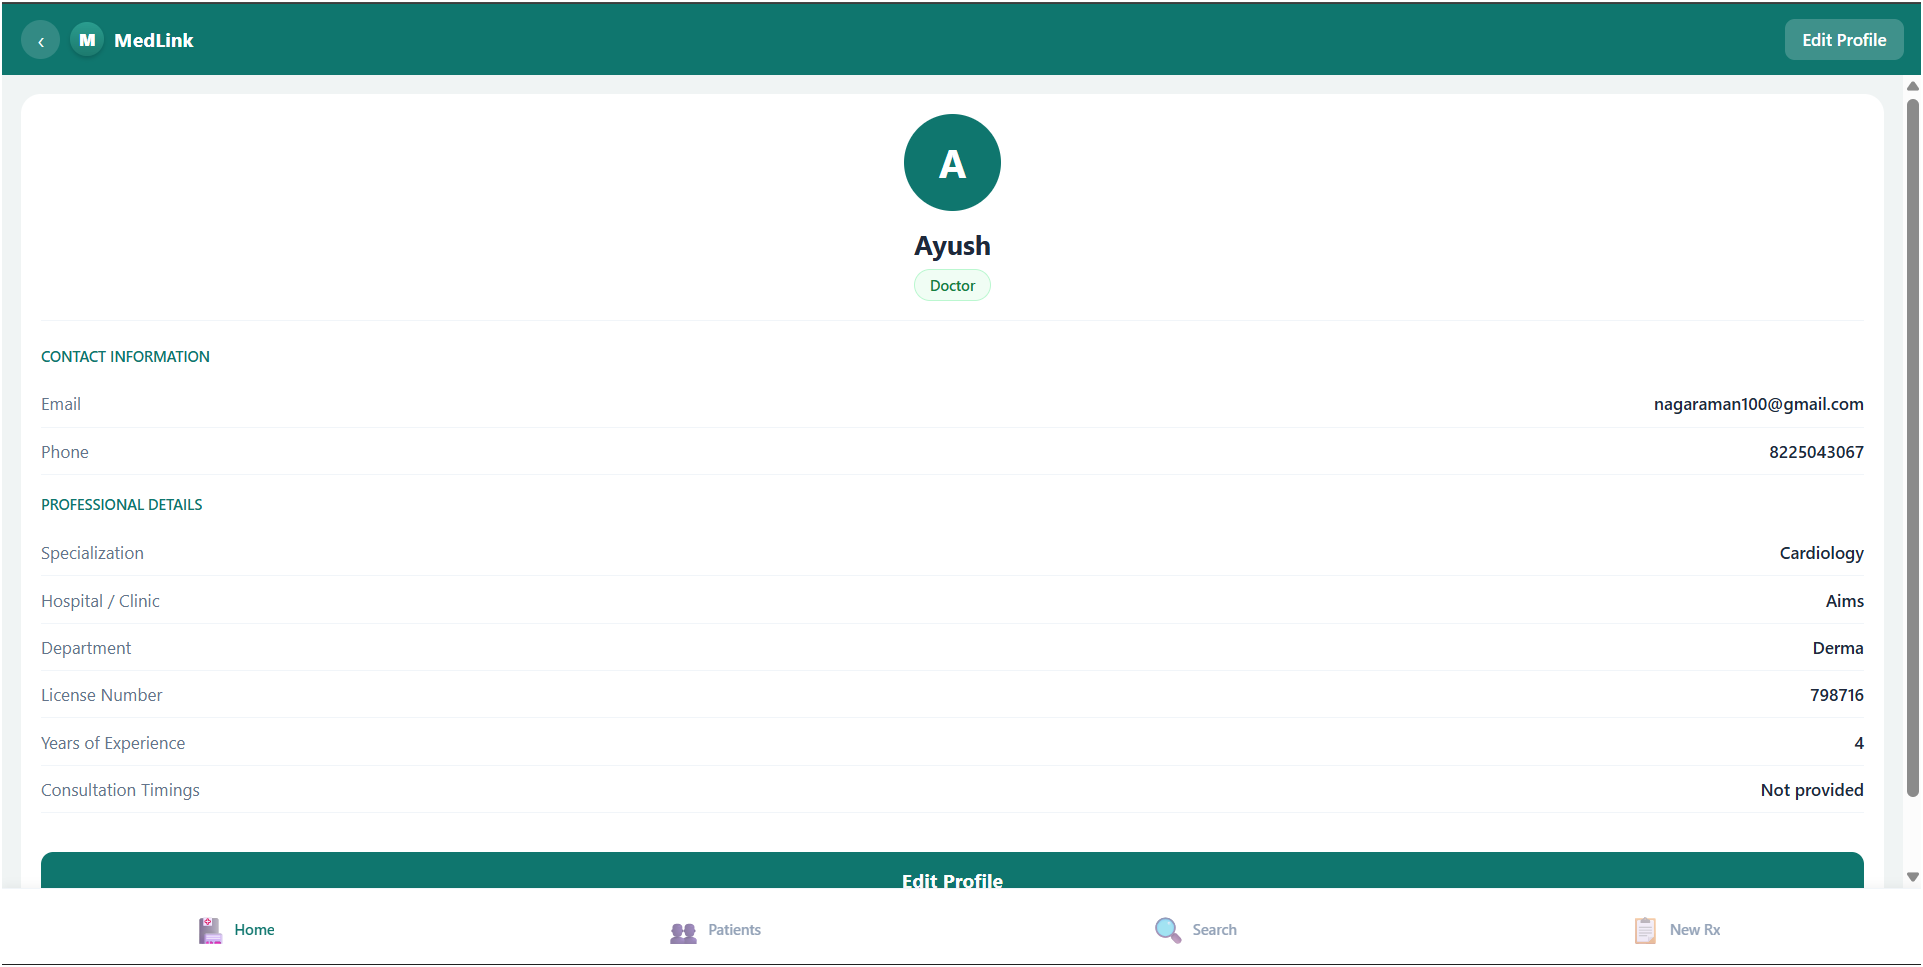 ‹ M MedLink Edit Profile
A
Ayush
Doctor
CONTACT INFORMATION
Email nagaraman100@gmail.com
Phone 8225043067
PROFESSIONAL DETAILS
Specialization Cardiology
Hospital / Clinic Aims
Department Derma
License Number 798716
Years of Experience 4
Consultation Timings Not provided
Edit Profile
Home Patients Search New Rx